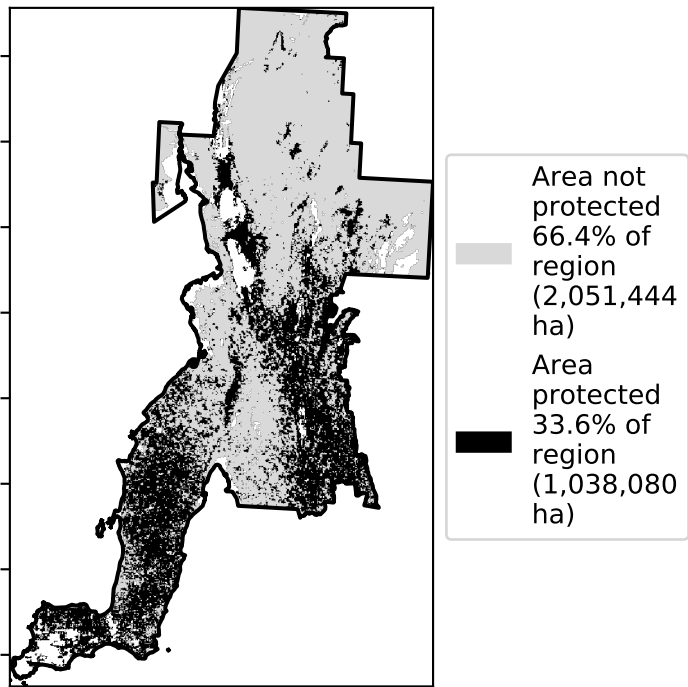 Area not
protected
66.4% of
region
(2,051,444
ha)
Area
protected
33.6% of
region
(1,038,080
ha)